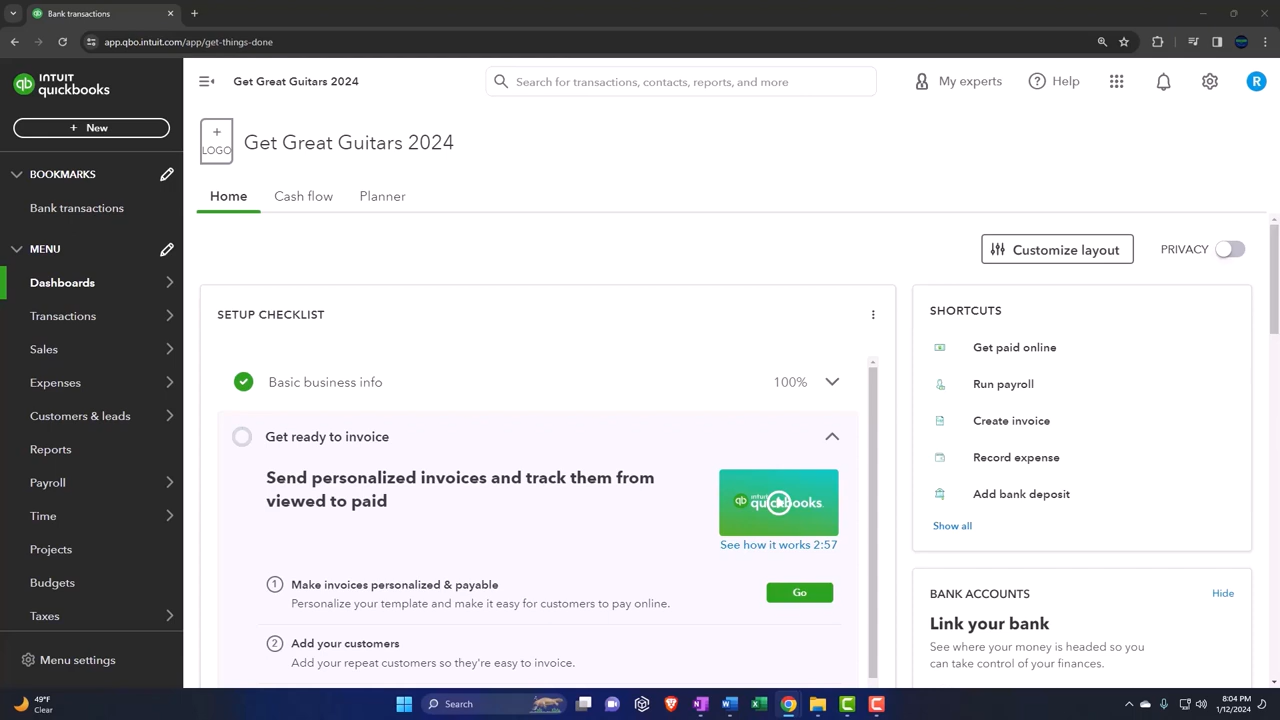 Bank transactions
app.qbo.intuit.com/app/get-things-done
qb INTUIT quickbooks
Get Great Guitars 2024
Search for transactions, contacts, reports, and more
My experts
Help
R
+ New
BOOKMARKS
Bank transactions
MENU
Dashboards
Transactions
Sales
Expenses
Customers & leads
Reports
Payroll
Time
Projects
Budgets
Taxes
Menu settings
+
LOGO
Get Great Guitars 2024
Home
Cash flow
Planner
Customize layout
PRIVACY
SETUP CHECKLIST
Basic business info
100%
Get ready to invoice
Send personalized invoices and track them from
viewed to paid
qb intuit quickbooks.
See how it works 2:57
1 Make invoices personalized & payable
Personalize your template and make it easy for customers to pay online.
Go
2 Add your customers
Add your repeat customers so they're easy to invoice.
SHORTCUTS
Get paid online
Run payroll
Create invoice
Record expense
Add bank deposit
Show all
BANK ACCOUNTS
Hide
Link your bank
See where your money is headed so you
can take control of your finances.
49°F
Clear
Search
8:04 PM
1/12/2024